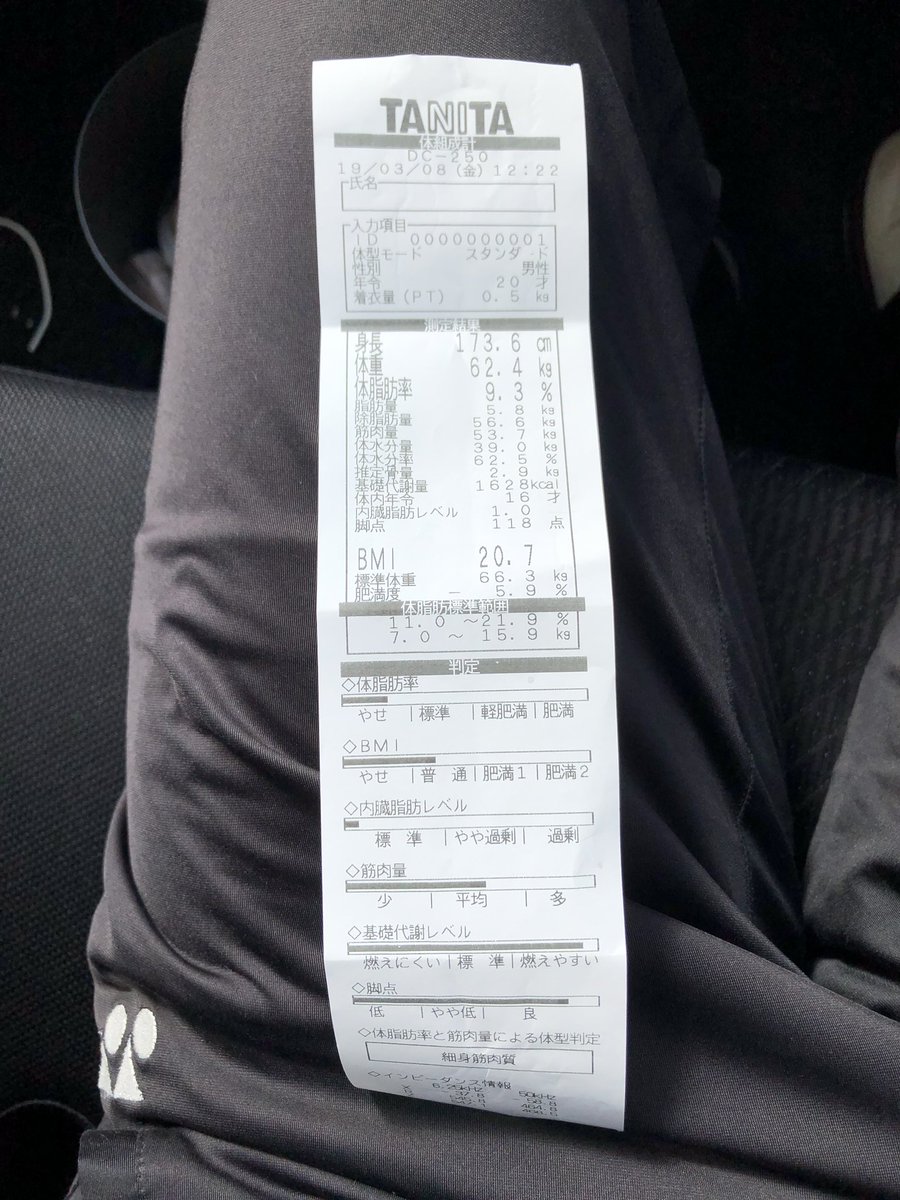 TANITA
体組成計
DC-250
19/03/08(金) 12:22
氏名
入力項目
ID 0000000001
体型モード スタンダード
性別 男性
年令 20 才
着衣量(PT) 0.5 kg
測定結果
身長 173.6 cm
体重 62.4 kg
体脂肪率 9.3 %
脂肪量 5.8 kg
除脂肪量 56.6 kg
筋肉量 53.7 kg
体水分量 39.0 kg
体水分率 62.5 %
推定骨量 2.9 kg
基礎代謝量 1628kcal
体内年令 16 才
内臓脂肪レベル 1.0
脚点 118 点
BMI 20.7
標準体重 66.3 kg
肥満度 － 5.9 %
体脂肪標準範囲
11.0 ～21.9 %
7.0 ～ 15.9 kg
判定
◇体脂肪率
やせ |標準 |軽肥満|肥満
◇BMI
やせ |普 通|肥満1|肥満2
◇内臓脂肪レベル
標 準 |やや過剰| 過剰
◇筋肉量
少 | 平均 | 多
◇基礎代謝レベル
燃えにくい|標 準|燃えやすい
◇脚点
低 |やや低| 良
◇体脂肪率と筋肉量による体型判定
細身筋肉質
◇インピーダンス情報
6.25kHz 50kHz